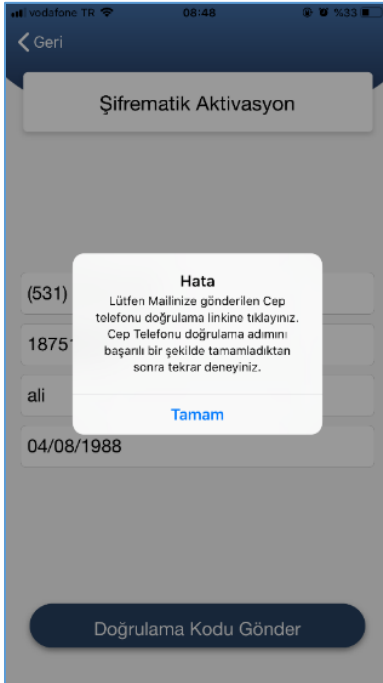 vodafone TR 08:48 %33
Geri
Şifrematik Aktivasyon
(531)
1875
ali
04/08/1988
Hata
Lütfen Mailinize gönderilen Cep
telefonu doğrulama linkine tıklayınız.
Cep Telefonu doğrulama adımını
başarılı bir şekilde tamamladıktan
sonra tekrar deneyiniz.
Tamam
Doğrulama Kodu Gönder